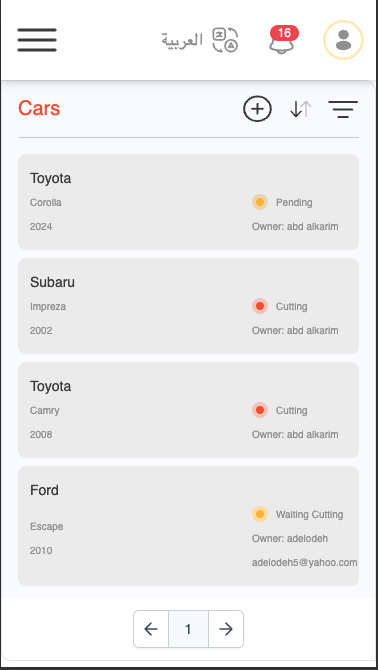 العربية
16
Cars
Toyota
Corolla
Pending
2024
Owner: abd alkarim
Subaru
Impreza
Cutting
2002
Owner: abd alkarim
Toyota
Camry
Cutting
2008
Owner: abd alkarim
Ford
Waiting Cutting
Escape
Owner: adelodeh
2010
adelodeh5@yahoo.com
1